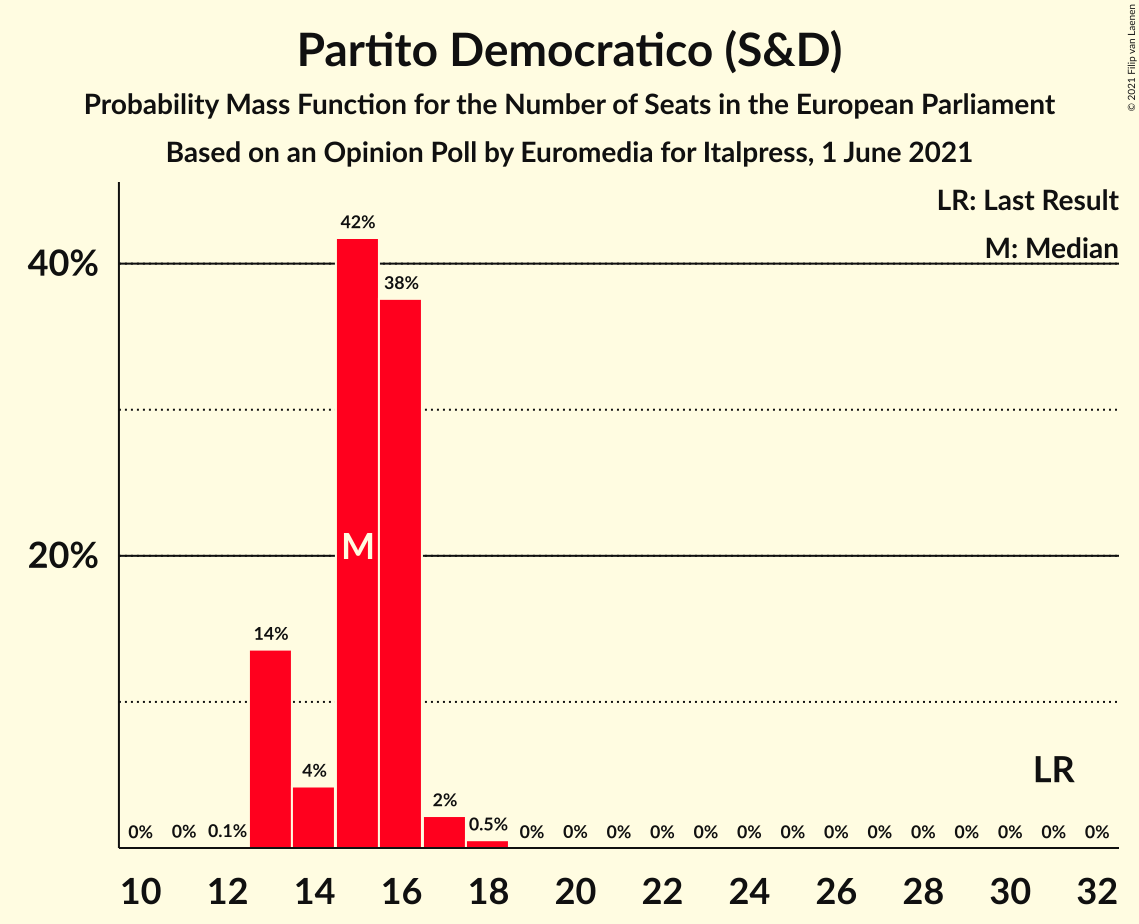 Partito Democratico (S&D)
Probability Mass Function for the Number of Seats in the European Parliament
Based on an Opinion Poll by Euromedia for Italpress, 1 June 2021
© 2021 Filip van Laenen
LR: Last Result
M: Median
40%
20%
42%
38%
M
14%
4%
2%
LR
0% 0% 0.1% 0.5% 0% 0% 0% 0% 0% 0% 0% 0% 0% 0% 0% 0% 0% 0%
10 12 14 16 18 20 22 24 26 28 30 32